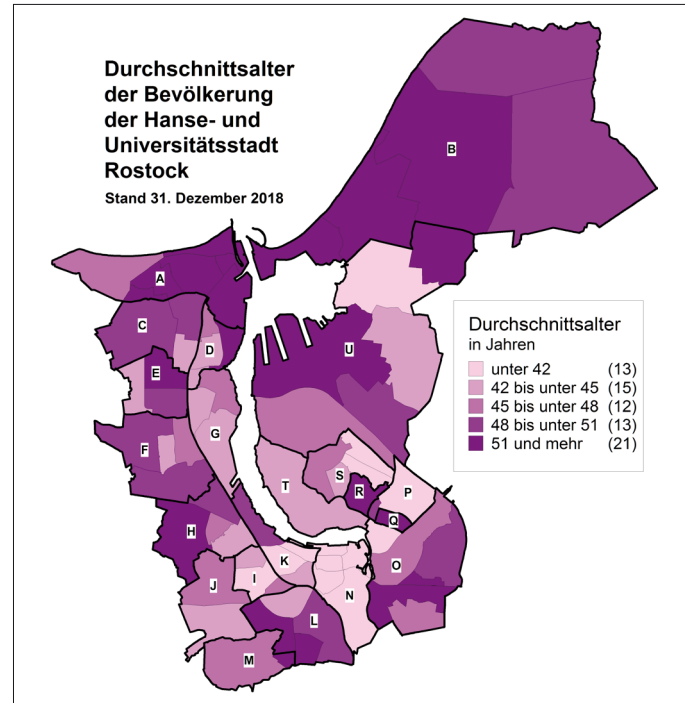 Durchschnittsalter
der Bevölkerung
der Hanse- und
Universitätsstadt
Rostock
Stand 31. Dezember 2018
B
A
C
D
E
U
F
G
H
T
S
R
P
Q
K
I
J
O
N
L
M
Durchschnittsalter
in Jahren
unter 42 (13)
42 bis unter 45 (15)
45 bis unter 48 (12)
48 bis unter 51 (13)
51 und mehr (21)